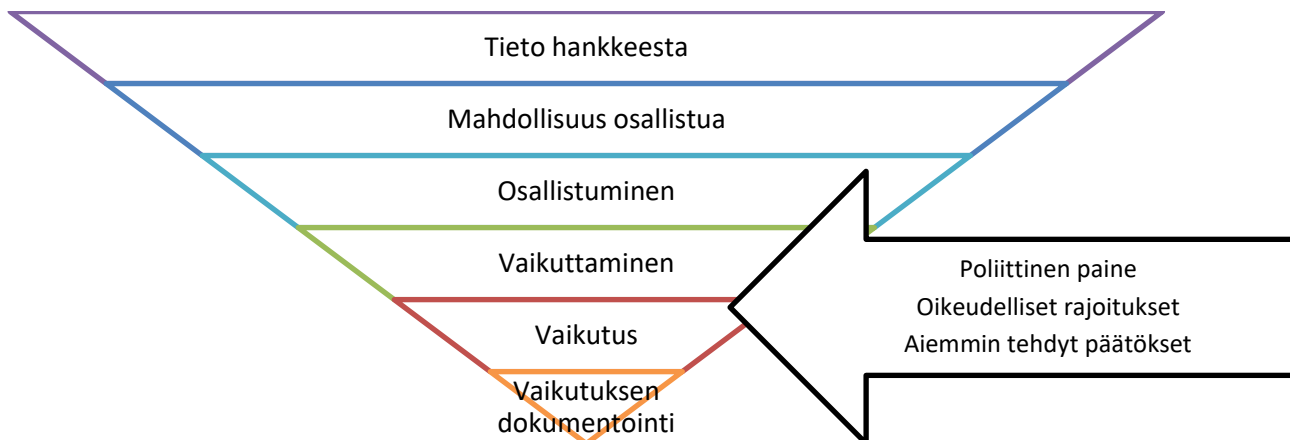 Tieto hankkeesta
Mahdollisuus osallistua
Osallistuminen
Vaikuttaminen
Vaikutus
Vaikutuksen
dokumentointi
Poliittinen paine
Oikeudelliset rajoitukset
Aiemmin tehdyt päätökset